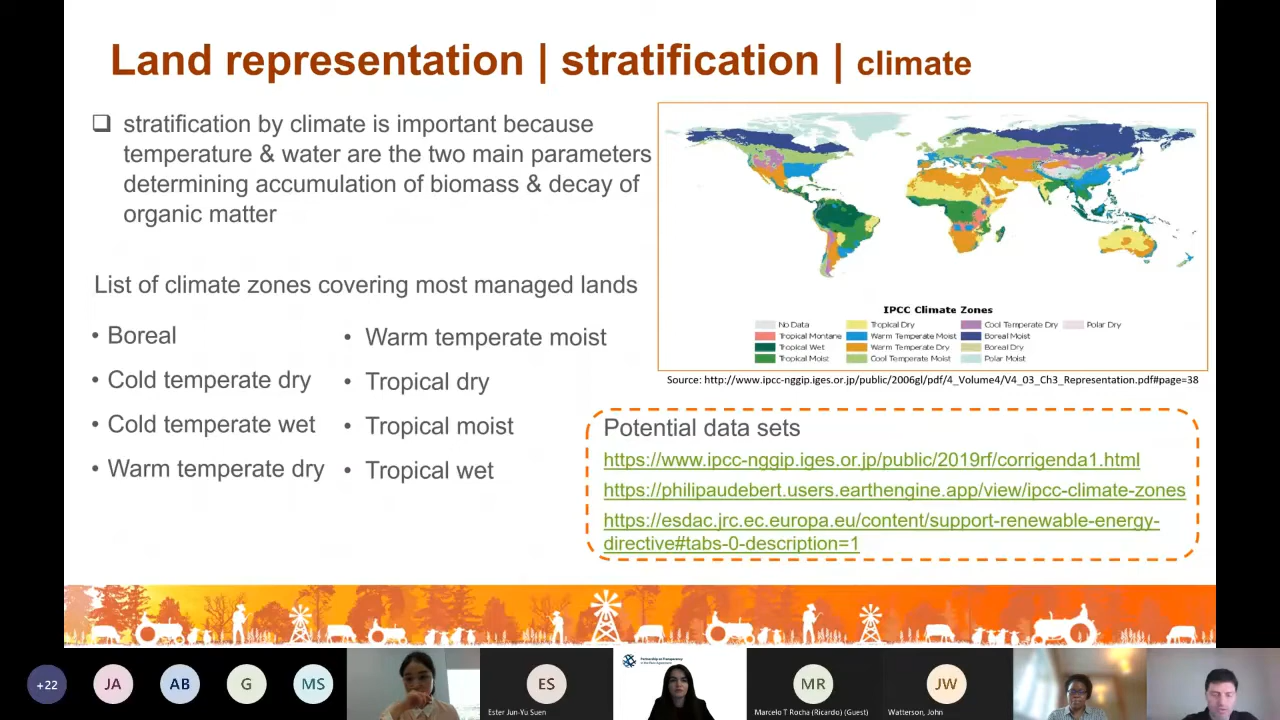 Land representation | stratification | climate
❑ stratification by climate is important because
temperature & water are the two main parameters
determining accumulation of biomass & decay of
organic matter
List of climate zones covering most managed lands
• Boreal
• Cold temperate dry
• Cold temperate wet
• Warm temperate dry
• Warm temperate moist
• Tropical dry
• Tropical moist
• Tropical wet
IPCC Climate Zones
No Data
Tropical Montane
Tropical Wet
Tropical Moist
Tropical Dry
Warm Temperate Moist
Warm Temperate Dry
Cool Temperate Moist
Cool Temperate Dry
Boreal Moist
Boreal Dry
Polar Moist
Polar Dry
Source: http://www.ipcc-nggip.iges.or.jp/public/2006gl/pdf/4_Volume4/V4_03_Ch3_Representation.pdf#page=38
Potential data sets
https://www.ipcc-nggip.iges.or.jp/public/2019rf/corrigenda1.html
https://philipaudebert.users.earthengine.app/view/ipcc-climate-zones
https://esdac.jrc.ec.europa.eu/content/support-renewable-energy-
directive#tabs-0-description=1
+22
JA
AB
G
MS
ES
Ester Jun-Yu Suen
Partnership on Transparency
in the Paris Agreement
MR
Marcelo T Rocha (Ricardo) (Guest)
JW
Watterson, John